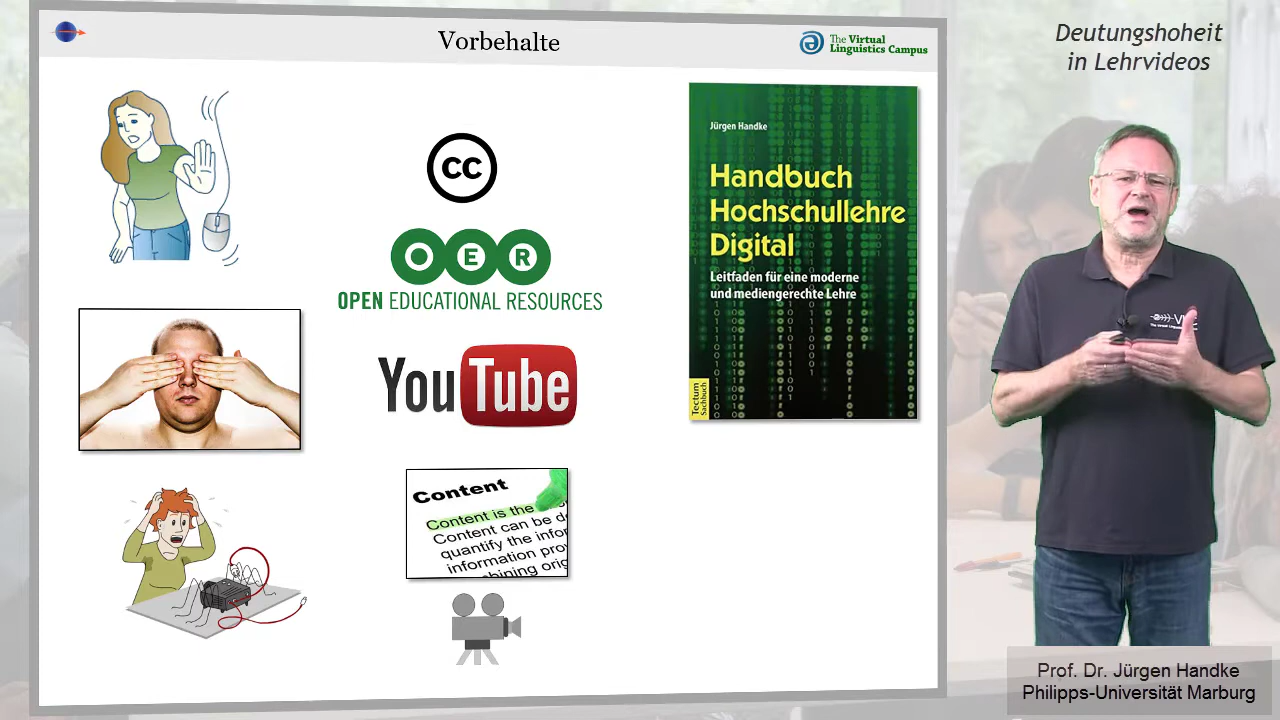 Vorbehalte
The Virtual
Linguistics Campus
Deutungshoheit
in Lehrvideos
cc
OER
OPEN EDUCATIONAL RESOURCES
YouTube
Content
Content is the
Content can be
quantify the
information
Jürgen Handke
Handbuch
Hochschullehre
Digital
Leitfaden für eine moderne
und mediengerechte Lehre
Tectum
Sachbuch
Prof. Dr. Jürgen Handke
Philipps-Universität Marburg